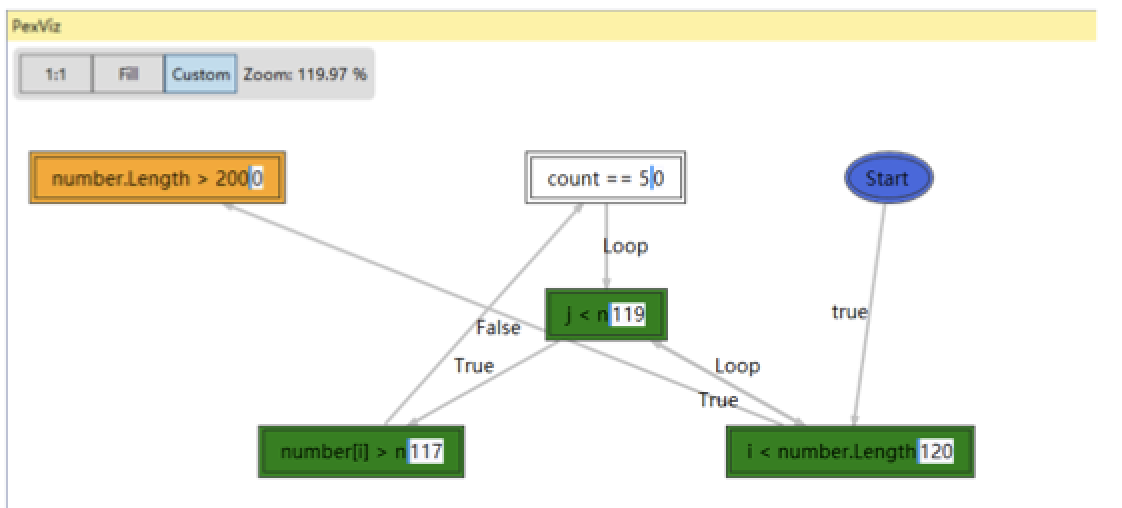 PexViz
1:1 Fill Custom Zoom: 119.97 %
number.Length > 200 0
count == 5 0
Start
Loop
true
j < n 119
False
True
Loop
True
number[i] > n 117
i < number.Length 120